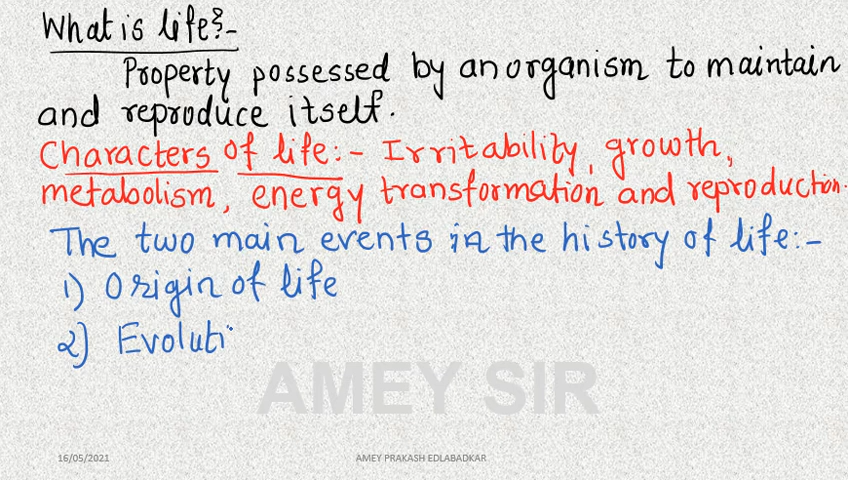 What is life?-
Property possessed by an organism to maintain
and reproduce itself.
Characters of life:- Irritability, growth,
metabolism, energy transformation and reproduction.
The two main events in the history of life:-
1) Origin of life
2) Evoluti
AMEY SIR
16/05/2021 AMEY PRAKASH EDLABADKAR